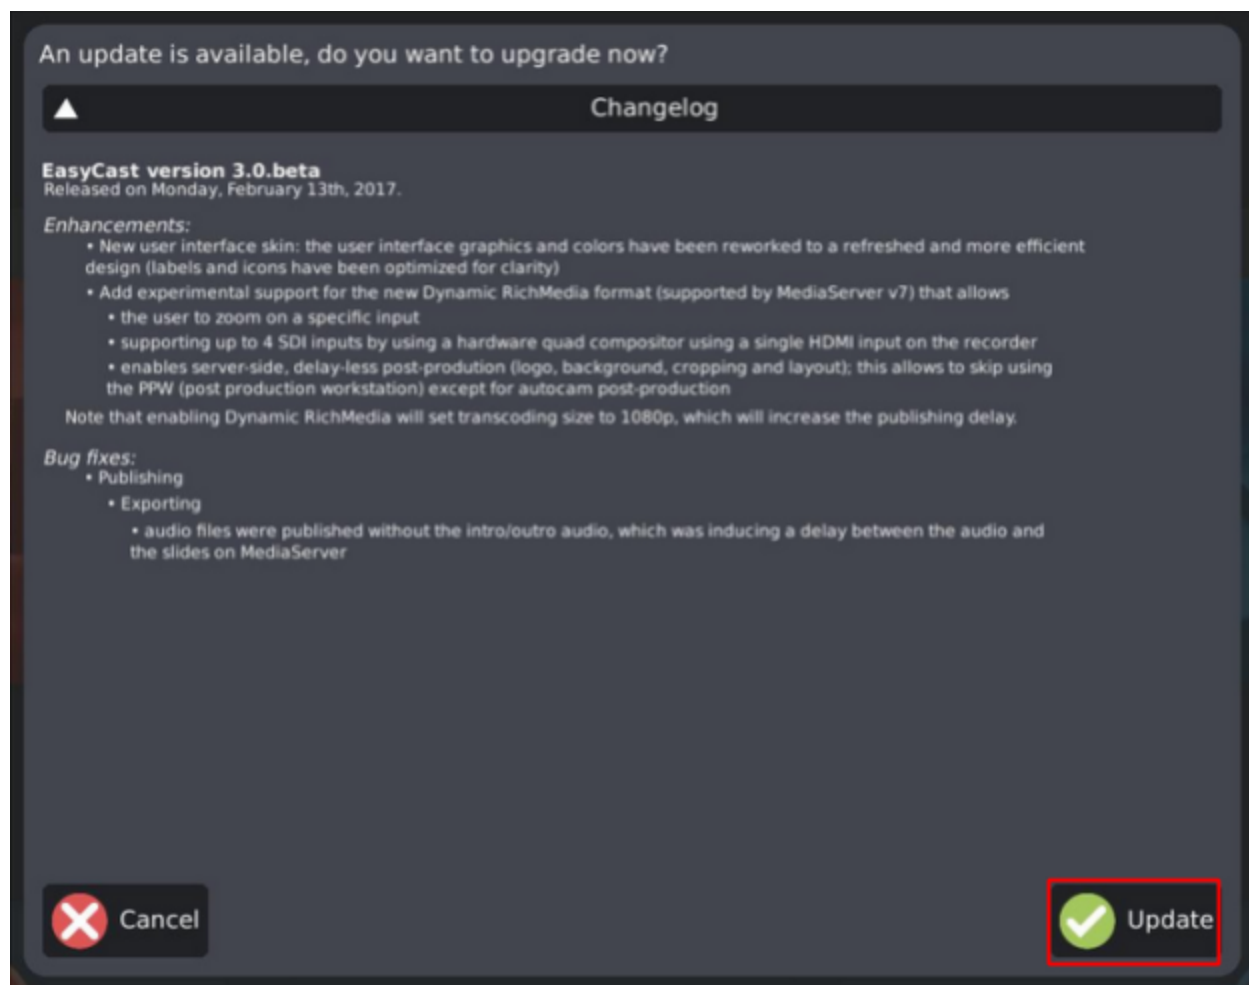 An update is available, do you want to upgrade now?
Changelog
EasyCast version 3.0.beta
Released on Monday, February 13th, 2017.
Enhancements:
• New user interface skin: the user interface graphics and colors have been reworked to a refreshed and more efficient
design (labels and icons have been optimized for clarity)
• Add experimental support for the new Dynamic RichMedia format (supported by MediaServer v7) that allows
• the user to zoom on a specific input
• supporting up to 4 SDI inputs by using a hardware quad compositor using a single HDMI input on the recorder
• enables server-side, delay-less post-prodution (logo, background, cropping and layout); this allows to skip using
the PPW (post production workstation) except for autocam post-production
Note that enabling Dynamic RichMedia will set transcoding size to 1080p, which will increase the publishing delay.
Bug fixes:
• Publishing
• Exporting
• audio files were published without the intro/outro audio, which was inducing a delay between the audio and
the slides on MediaServer
Cancel
Update